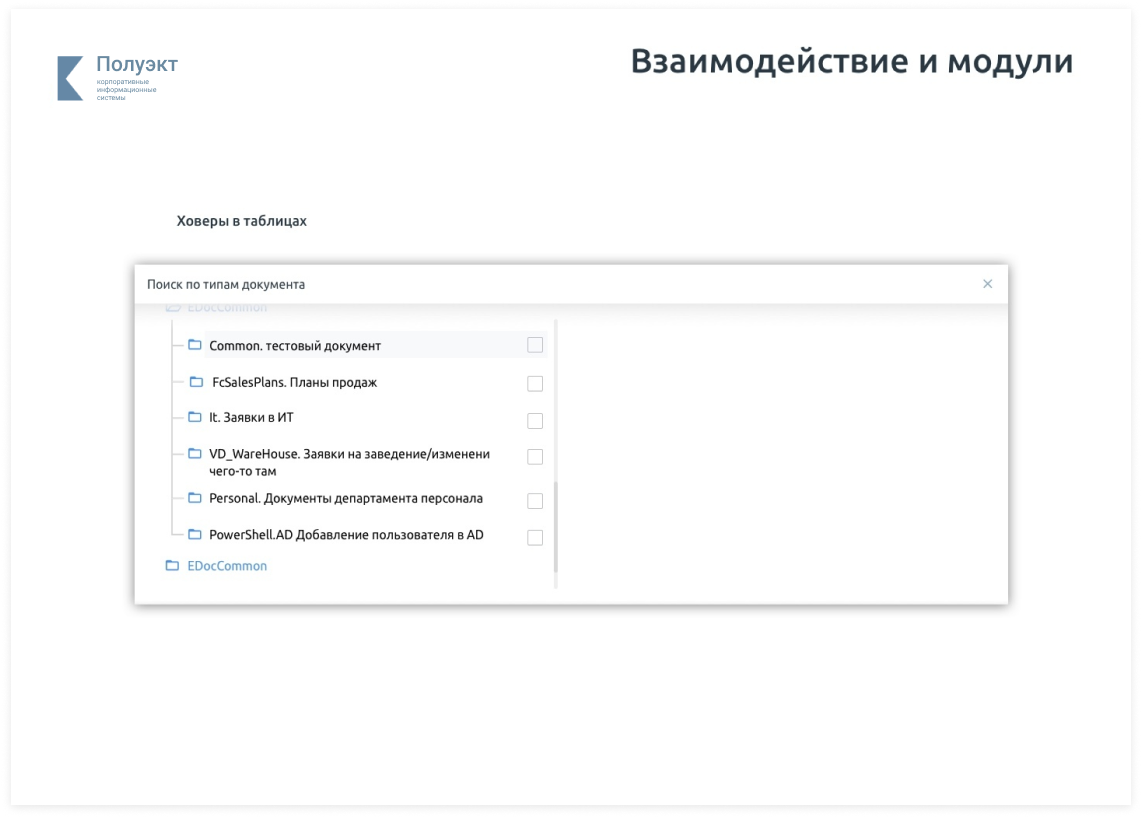 Полуэкт
корпоративные
информационные
системы
Взаимодействие и модули
Ховеры в таблицах
Поиск по типам документа
EDocCommon
Common. тестовый документ
FcSalesPlans. Планы продаж
It. Заявки в ИТ
VD_WareHouse. Заявки на заведение/изменени
чего-то там
Personal. Документы департамента персонала
PowerShell.AD Добавление пользователя в AD
EDocCommon